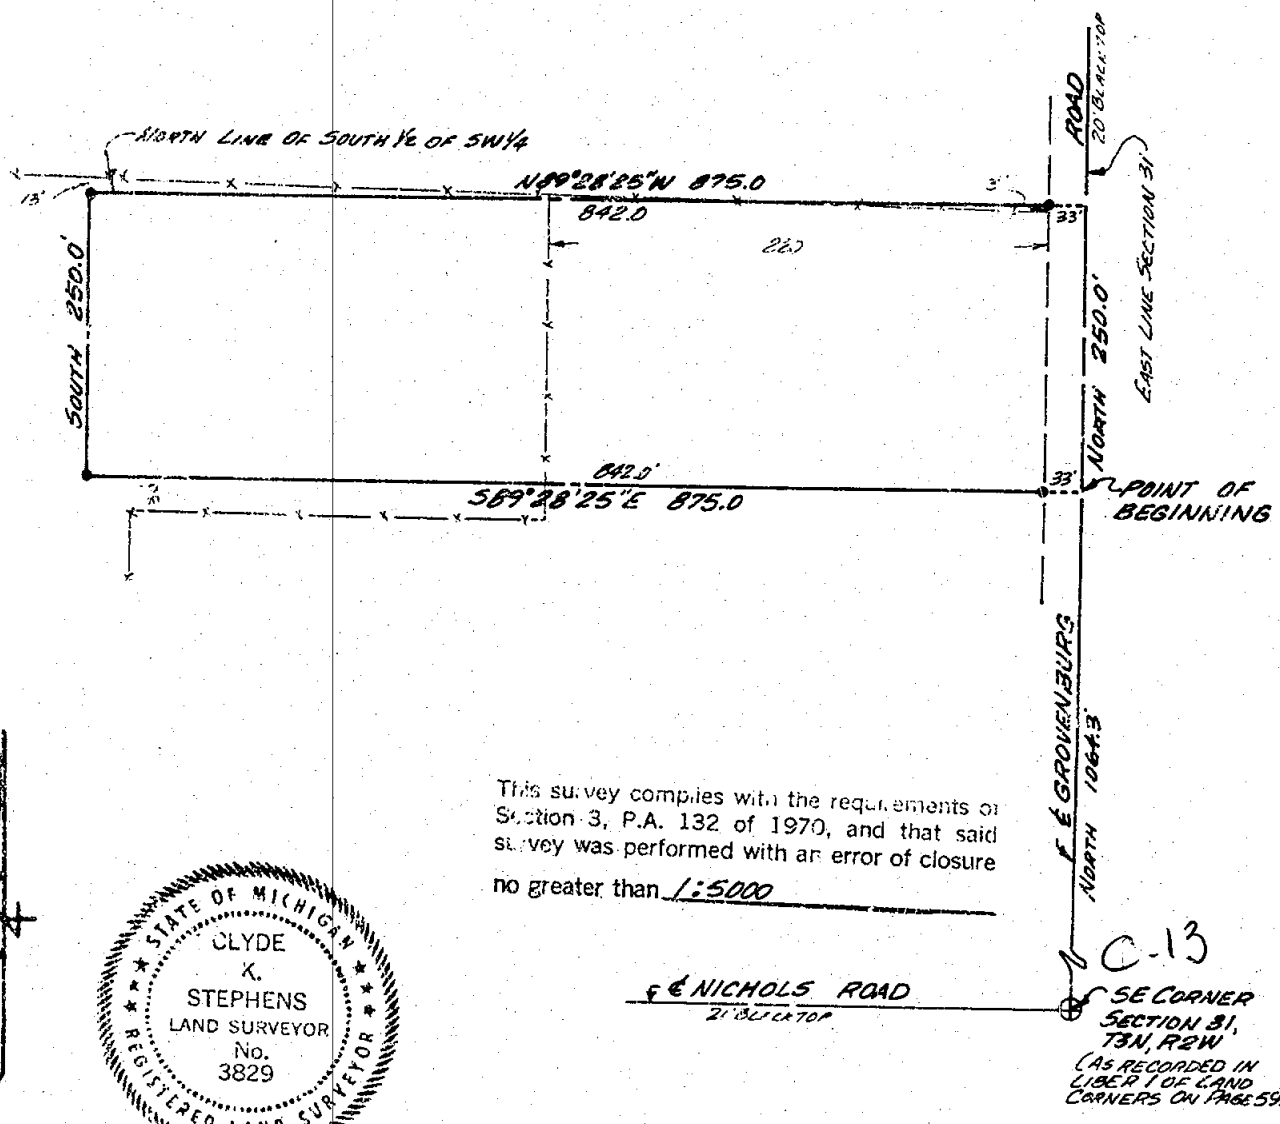 ROAD
20' BLACKTOP
NORTH LINE OF SOUTH 1/2 OF SW 1/4
N89°28'25"W 875.0
842.0
3'
33'
13'
SOUTH 250.0'
EAST LINE SECTION 31
NORTH 250.0'
842.0'
S89°28'25"E 875.0
33'
POINT OF
BEGINNING
℄ GROVENBURG
NORTH 1064.3'
This survey complies with the requirements of
Section 3, P.A. 132 of 1970, and that said
survey was performed with an error of closure
no greater than 1:5000
STATE OF MICHIGAN
CLYDE
K.
STEPHENS
LAND SURVEYOR
No.
3829
REGISTERED LAND SURVEYOR
C-13
℄ NICHOLS ROAD
21' BLACKTOP
SE CORNER
SECTION 31,
T3N, R2W
(AS RECORDED IN
LIBER 1 OF LAND
CORNERS ON PAGE 59